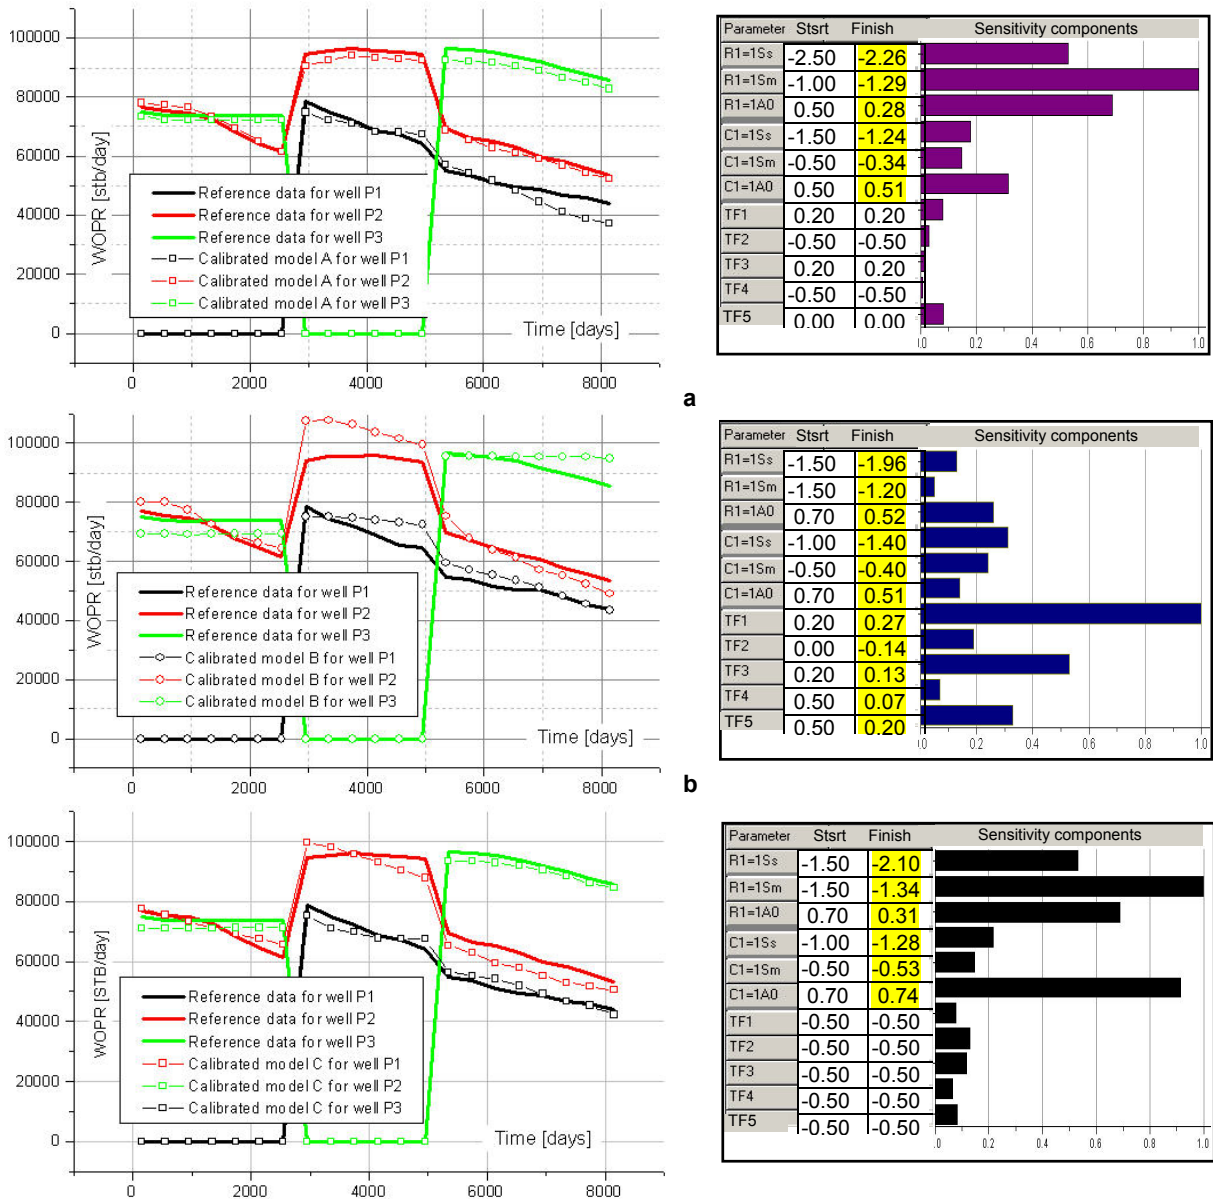 100000
80000
60000
40000
20000
0
WOPR [stb/day]
Reference data for well P1
Reference data for well P2
Reference data for well P3
Calibrated model A for well P1
Calibrated model A for well P2
Calibrated model A for well P3
Time [days]
0 2000 4000 6000 8000
Parameter Stsrt Finish Sensitivity components
R1=1Ss -2.50 -2.26
R1=1Sm -1.00 -1.29
R1=1A0 0.50 0.28
C1=1Ss -1.50 -1.24
C1=1Sm -0.50 -0.34
C1=1A0 0.50 0.51
TF1 0.20 0.20
TF2 -0.50 -0.50
TF3 0.20 0.20
TF4 -0.50 -0.50
TF5 0.00 0.00
.0 0.2 0.4 0.6 0.8 1.0
a
100000
80000
60000
40000
20000
0
WOPR [stb/day]
Reference data for well P1
Reference data for well P2
Reference data for well P3
Calibrated model B for well P1
Calibrated model B for well P2
Calibrated model B for well P3
Time [days]
0 2000 4000 6000 8000
Parameter Stsrt Finish Sensitivity components
R1=1Ss -1.50 -1.96
R1=1Sm -1.50 -1.20
R1=1A0 0.70 0.52
C1=1Ss -1.00 -1.40
C1=1Sm -0.50 -0.40
C1=1A0 0.70 0.51
TF1 0.20 0.27
TF2 0.00 -0.14
TF3 0.20 0.13
TF4 0.50 0.07
TF5 0.50 0.20
.0 0.2 0.4 0.6 0.8 1.0
b
100000
80000
60000
40000
20000
0
WOPR [STB/day]
Reference data for well P1
Reference data for well P2
Reference data for well P3
Calibrated model C for well P1
Calibrated model C for well P2
Calibrated model C for well P3
Time [days]
0 2000 4000 6000 8000
Parameter Stsrt Finish Sensitivity components
R1=1Ss -1.50 -2.10
R1=1Sm -1.50 -1.34
R1=1A0 0.70 0.31
C1=1Ss -1.00 -1.28
C1=1Sm -0.50 -0.53
C1=1A0 0.70 0.74
TF1 -0.50 -0.50
TF2 -0.50 -0.50
TF3 -0.50 -0.50
TF4 -0.50 -0.50
TF5 -0.50 -0.50
.0 0.2 0.4 0.6 0.8 1.0